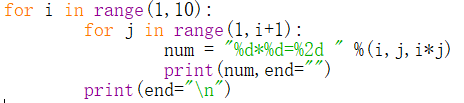 for i in range(1,10):
        for j in range(1,i+1):
                num = "%d*%d=%2d " %(i,j,i*j)
                print(num,end="")
        print(end="\n")